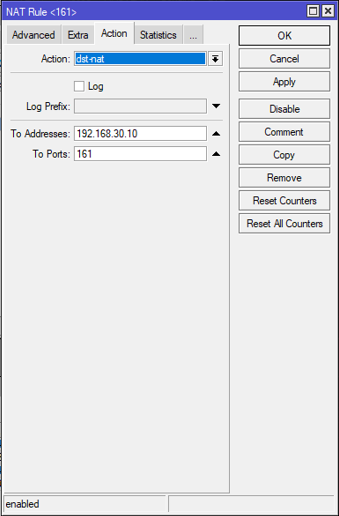 NAT Rule <161>
Advanced Extra Action Statistics ...
Action: dst-nat
Log
Log Prefix:
To Addresses: 192.168.30.10
To Ports: 161
OK
Cancel
Apply
Disable
Comment
Copy
Remove
Reset Counters
Reset All Counters
enabled